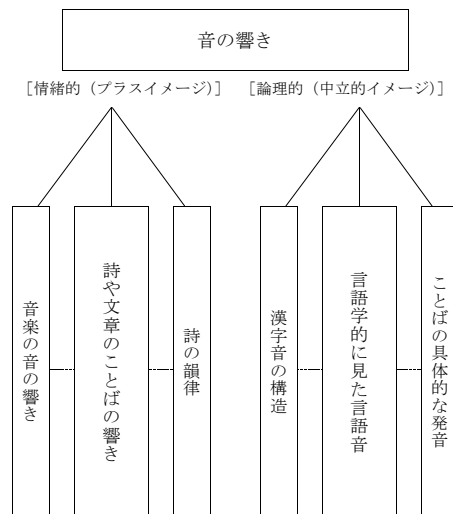 音の響き
［情緒的（プラスイメージ）］
［論理的（中立的イメージ）］
音楽の音の響き
詩や文章のことばの響き
詩の韻律
漢字音の構造
言語学的に見た言語音
ことばの具体的な発音